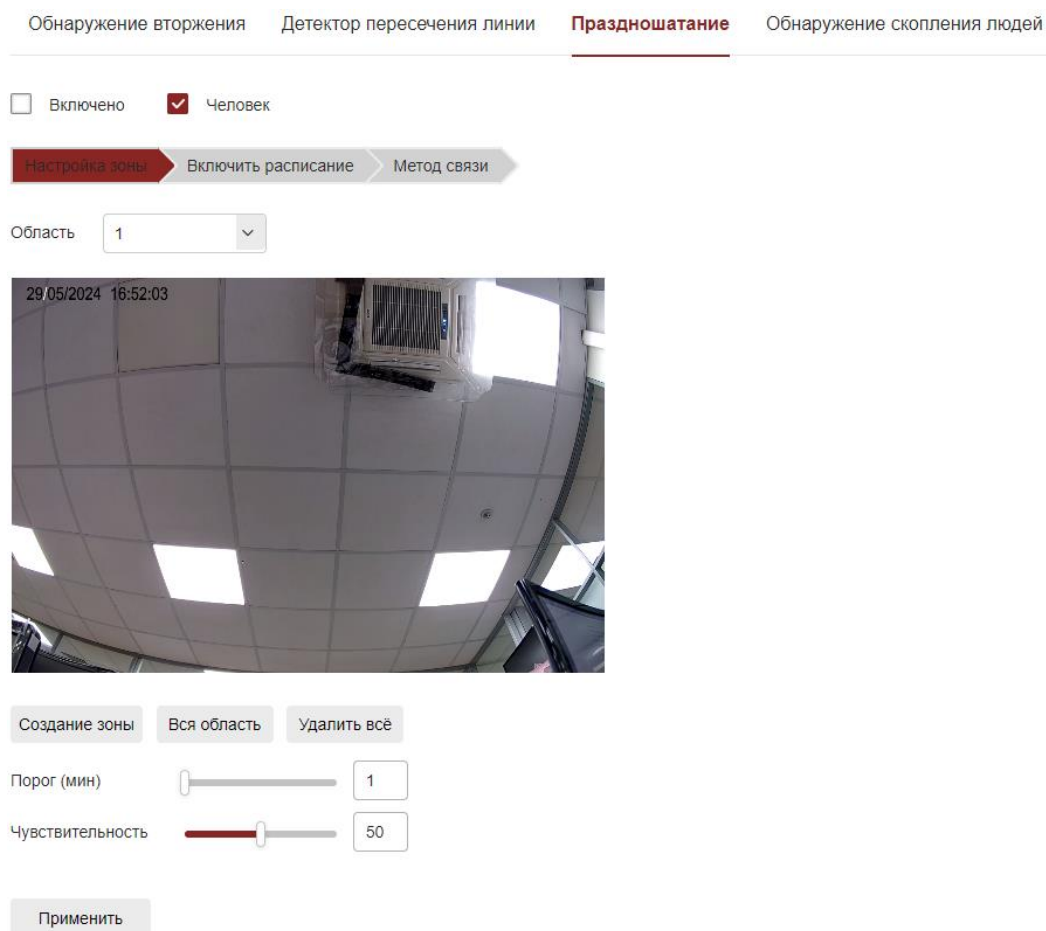 Обнаружение вторжения Детектор пересечения линии Праздношатание Обнаружение скопления людей
Включено Человек
Настройка зоны Включить расписание Метод связи
Область 1
29/05/2024 16:52:03
Создание зоны Вся область Удалить всё
Порог (мин) 1
Чувствительность 50
Применить